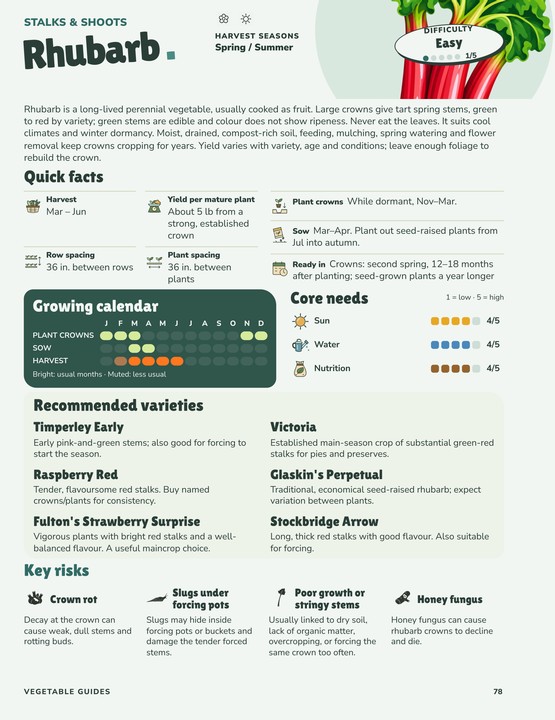 STALKS & SHOOTS
Rhubarb.
HARVEST SEASONS
Spring / Summer
DIFFICULTY
Easy
1/5
Rhubarb is a long-lived perennial vegetable, usually cooked as fruit. Large crowns give tart spring stems, green
to red by variety; green stems are edible and colour does not show ripeness. Never eat the leaves. It suits cool
climates and winter dormancy. Moist, drained, compost-rich soil, feeding, mulching, spring watering and flower
removal keep crowns cropping for years. Yield varies with variety, age and conditions; leave enough foliage to
rebuild the crown.
Quick facts
Harvest
Mar – Jun
Yield per mature plant
About 5 lb from a
strong, established
crown
Row spacing
36 in. between rows
Plant spacing
36 in. between
plants
Plant crowns While dormant, Nov–Mar.
Sow Mar–Apr. Plant out seed-raised plants from
Jul into autumn.
Ready in Crowns: second spring, 12–18 months
after planting; seed-grown plants a year longer
Growing calendar
J F M A M J J A S O N D
PLANT CROWNS
SOW
HARVEST
Bright: usual months · Muted: less usual
Core needs
1 = low · 5 = high
Sun 4/5
Water 4/5
Nutrition 4/5
Recommended varieties
Timperley Early
Early pink-and-green stems; also good for forcing to
start the season.
Victoria
Established main-season crop of substantial green-red
stalks for pies and preserves.
Raspberry Red
Tender, flavoursome red stalks. Buy named
crowns/plants for consistency.
Glaskin's Perpetual
Traditional, economical seed-raised rhubarb; expect
variation between plants.
Fulton's Strawberry Surprise
Vigorous plants with bright red stalks and a well-
balanced flavour. A useful maincrop choice.
Stockbridge Arrow
Long, thick red stalks with good flavour. Also suitable
for forcing.
Key risks
Crown rot
Decay at the crown can
cause weak, dull stems and
rotting buds.
Slugs under
forcing pots
Slugs may hide inside
forcing pots or buckets and
damage the tender forced
stems.
Poor growth or
stringy stems
Usually linked to dry soil,
lack of organic matter,
overcropping, or forcing the
same crown too often.
Honey fungus
Honey fungus can cause
rhubarb crowns to decline
and die.
VEGETABLE GUIDES
78